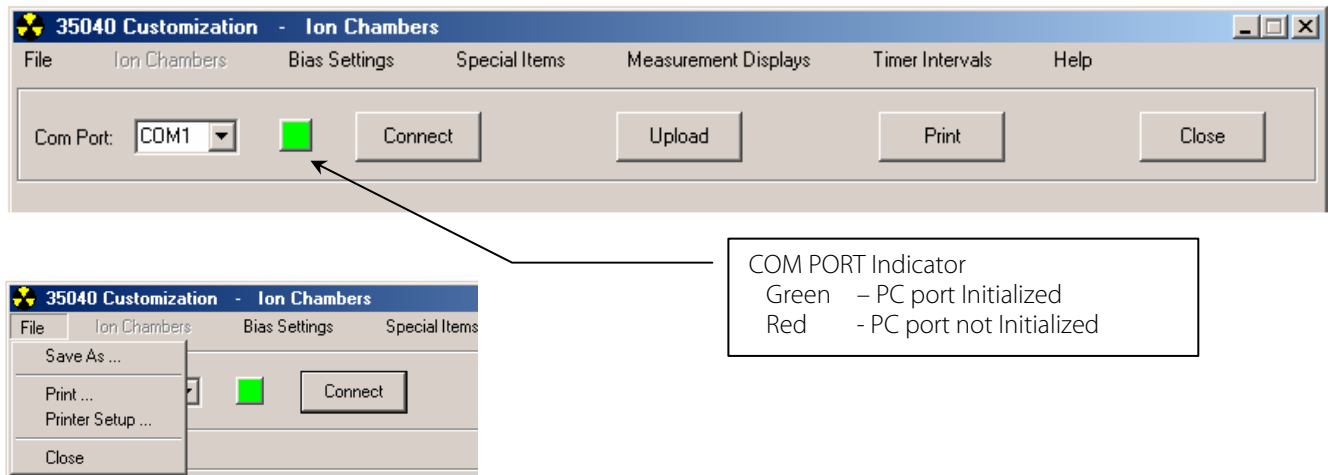 35040 Customization - Ion Chambers
File Ion Chambers Bias Settings Special Items Measurement Displays Timer Intervals Help
Com Port: COM1 Connect Upload Print Close
COM PORT Indicator
Green – PC port Initialized
Red - PC port not Initialized
35040 Customization - Ion Chambers
File Ion Chambers Bias Settings Special Items
Save As ...
Connect
Print ...
Printer Setup ...
Close